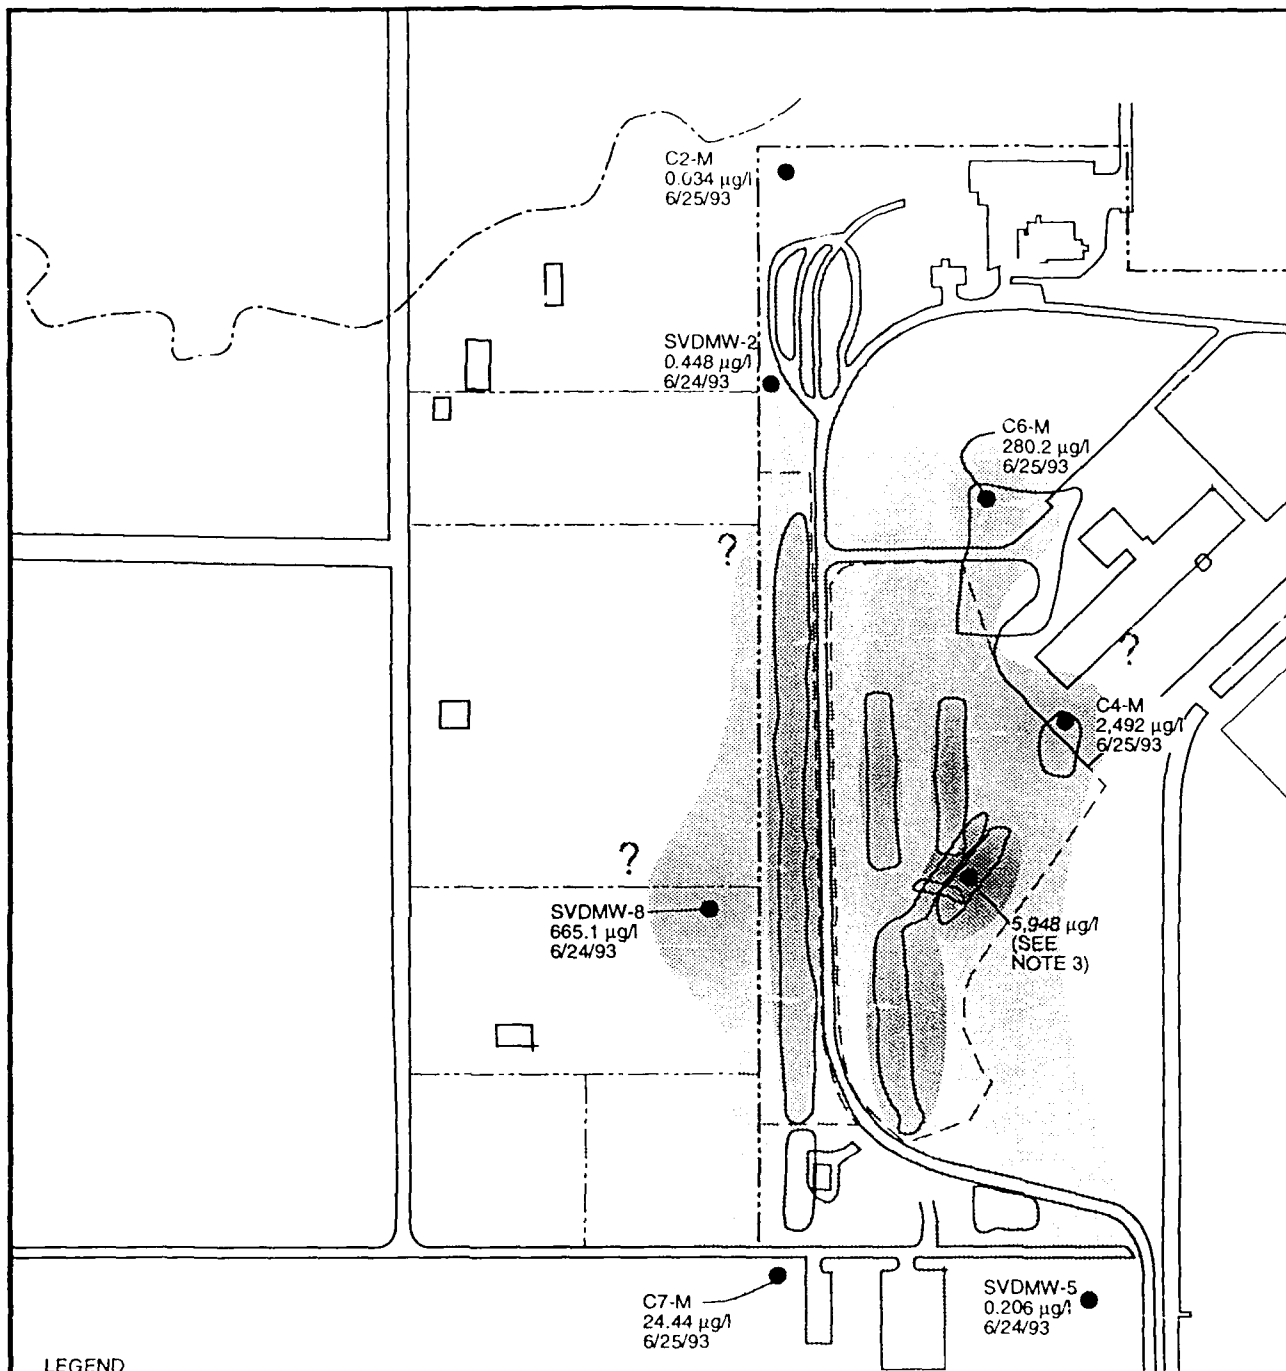 C2-M
0.034 µg/l
6/25/93
SVDMW-2
0.448 µg/l
6/24/93
C6-M
280.2 µg/l
6/25/93
?
?
C4-M
2,492 µg/l
6/25/93
?
SVDMW-8
665.1 µg/l
6/24/93
5,948 µg/l
(SEE
NOTE 3)
C7-M
24.44 µg/l
6/25/93
SVDMW-5
0.206 µg/l
6/24/93
LEGEND